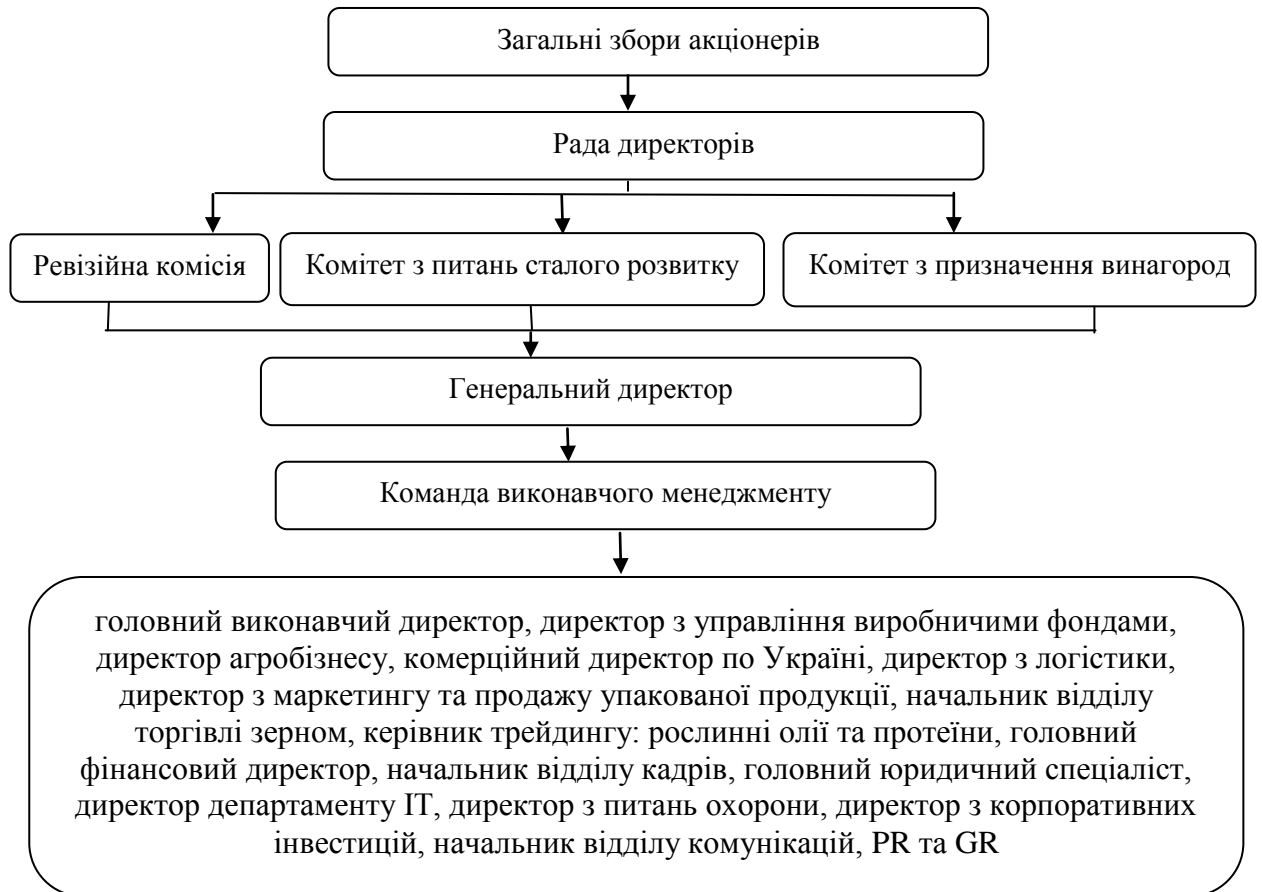 Загальні збори акціонерів
Рада директорів
Ревізійна комісія
Комітет з питань сталого розвитку
Комітет з призначення винагород
Генеральний директор
Команда виконавчого менеджменту
головний виконавчий директор, директор з управління виробничими фондами,
директор агробізнесу, комерційний директор по Україні, директор з логістики,
директор з маркетингу та продажу упакованої продукції, начальник відділу
торгівлі зерном, керівник трейдингу: рослинні олії та протеїни, головний
фінансовий директор, начальник відділу кадрів, головний юридичний спеціаліст,
директор департаменту ІТ, директор з питань охорони, директор з корпоративних
інвестицій, начальник відділу комунікацій, PR та GR